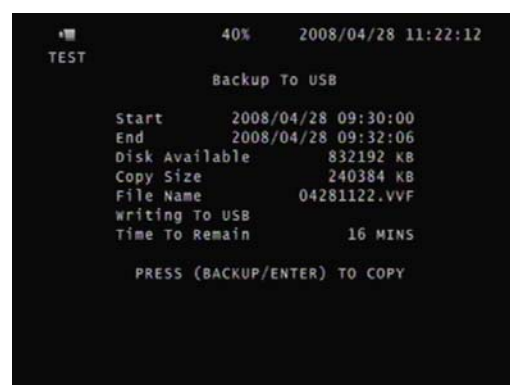 40% 2008/04/28 11:22:12
TEST
Backup To USB
Start 2008/04/28 09:30:00
End 2008/04/28 09:32:06
Disk Available 832192 KB
Copy Size 240384 KB
File Name 04281122.VVF
Writing To USB
Time To Remain 16 MINS
PRESS (BACKUP/ENTER) TO COPY